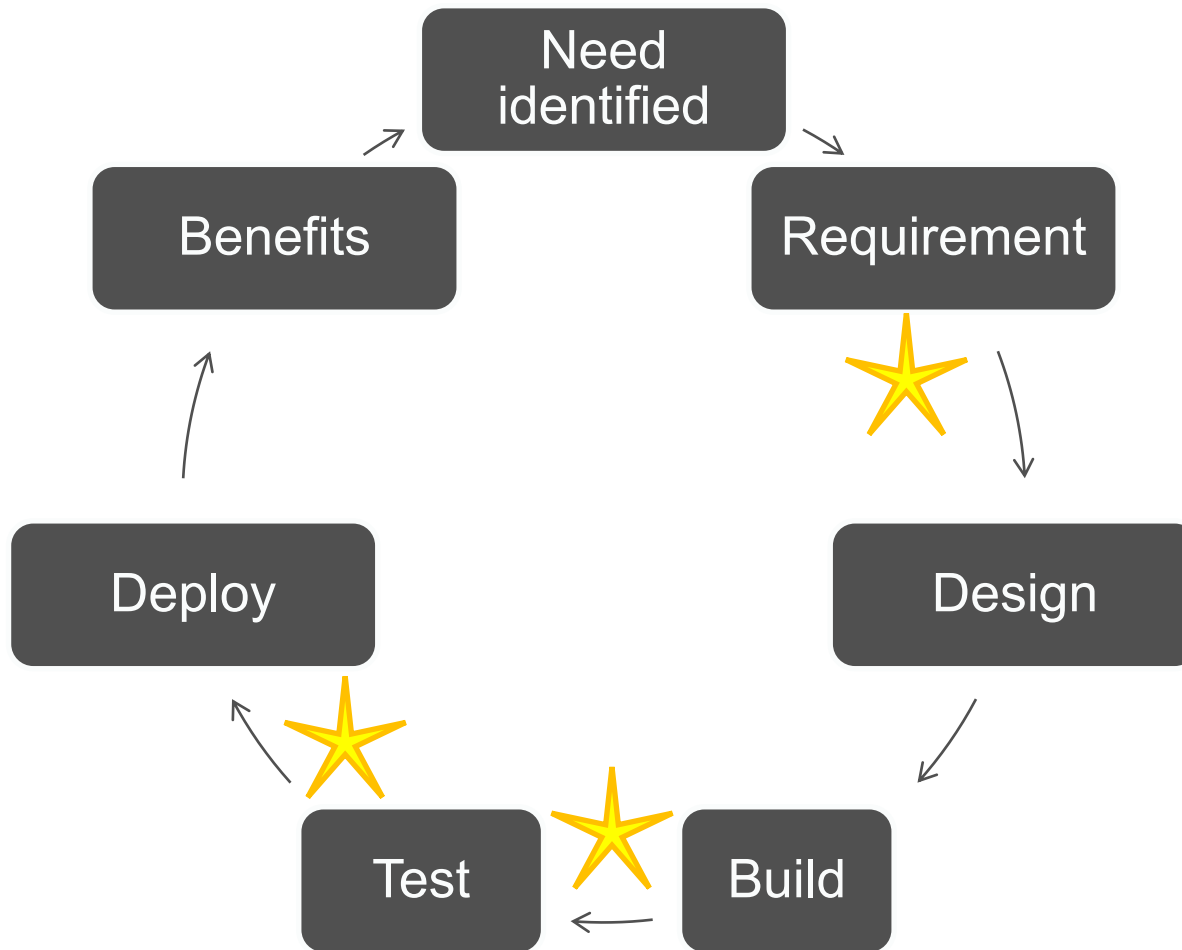 Need
identified
Requirement
Design
Build
Test
Deploy
Benefits